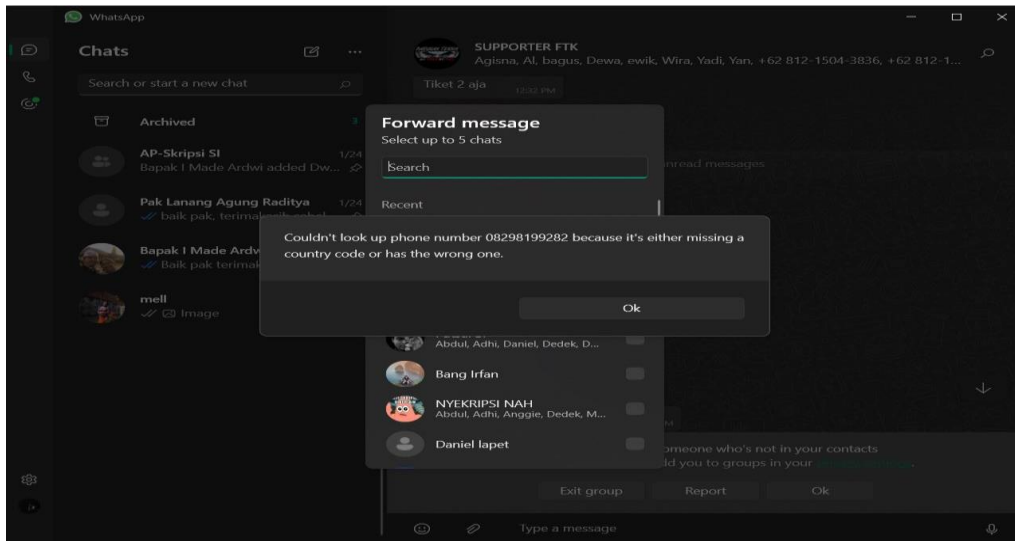 WhatsApp
Chats
Search or start a new chat
Archived 3
AP-Skripsi SI 1/24
Bapak I Made Ardwi added Dw...
Pak Lanang Agung Raditya 1/24
baik pak,
Bapak I Made Ardw
Baik pak terimak
mell
Image
SUPPORTER FTK
Agisna, Al, bagus, Dewa, ewik, Wira, Yadi, Yan, +62 812-1504-3836, +62 812-1...
Tiket 2 aja 12:32 PM
unread messages
Forward message
Select up to 5 chats
Search
Recent
Couldn't look up phone number 08298199282 because it's either missing a
country code or has the wrong one.
Ok
Abdul, Adhi, Daniel, Dedek, D...
Bang Irfan
NYEKRIPSI NAH
Abdul, Adhi, Anggie, Dedek, M...
Daniel lapet
someone who's not in your contacts
dd you to groups in your
Exit group Report Ok
Type a message